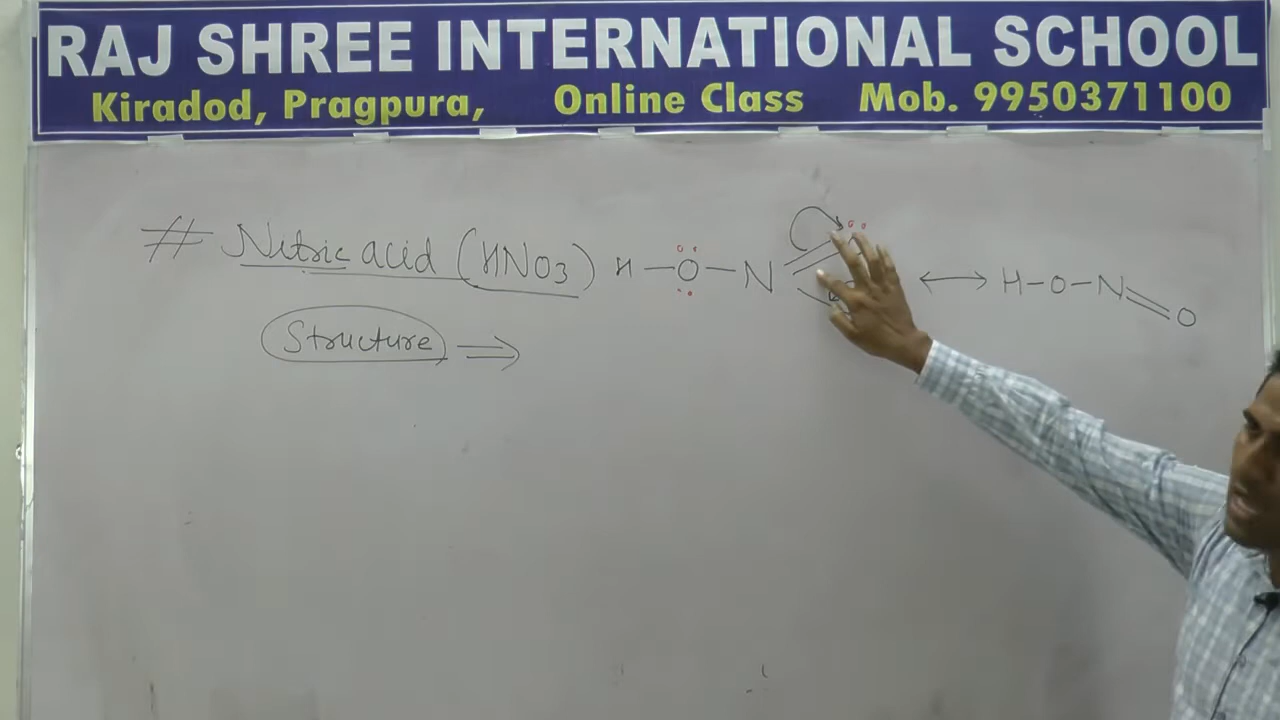 RAJ SHREE INTERNATIONAL SCHOOL
Kiradod, Pragpura, Online Class Mob. 9950371100
# Nitric acid (HNO3) H-O-N ⟷ H-O-N=O
Structure ⇒